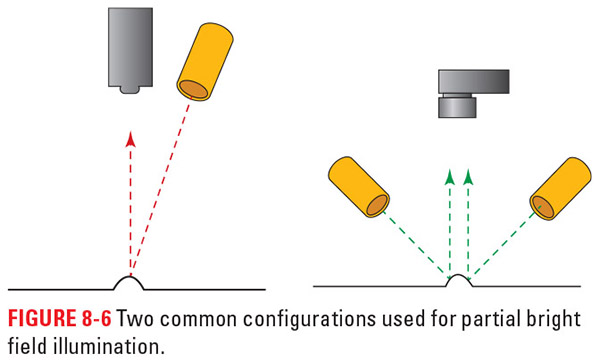 FIGURE 8-6 Two common configurations used for partial bright
field illumination.